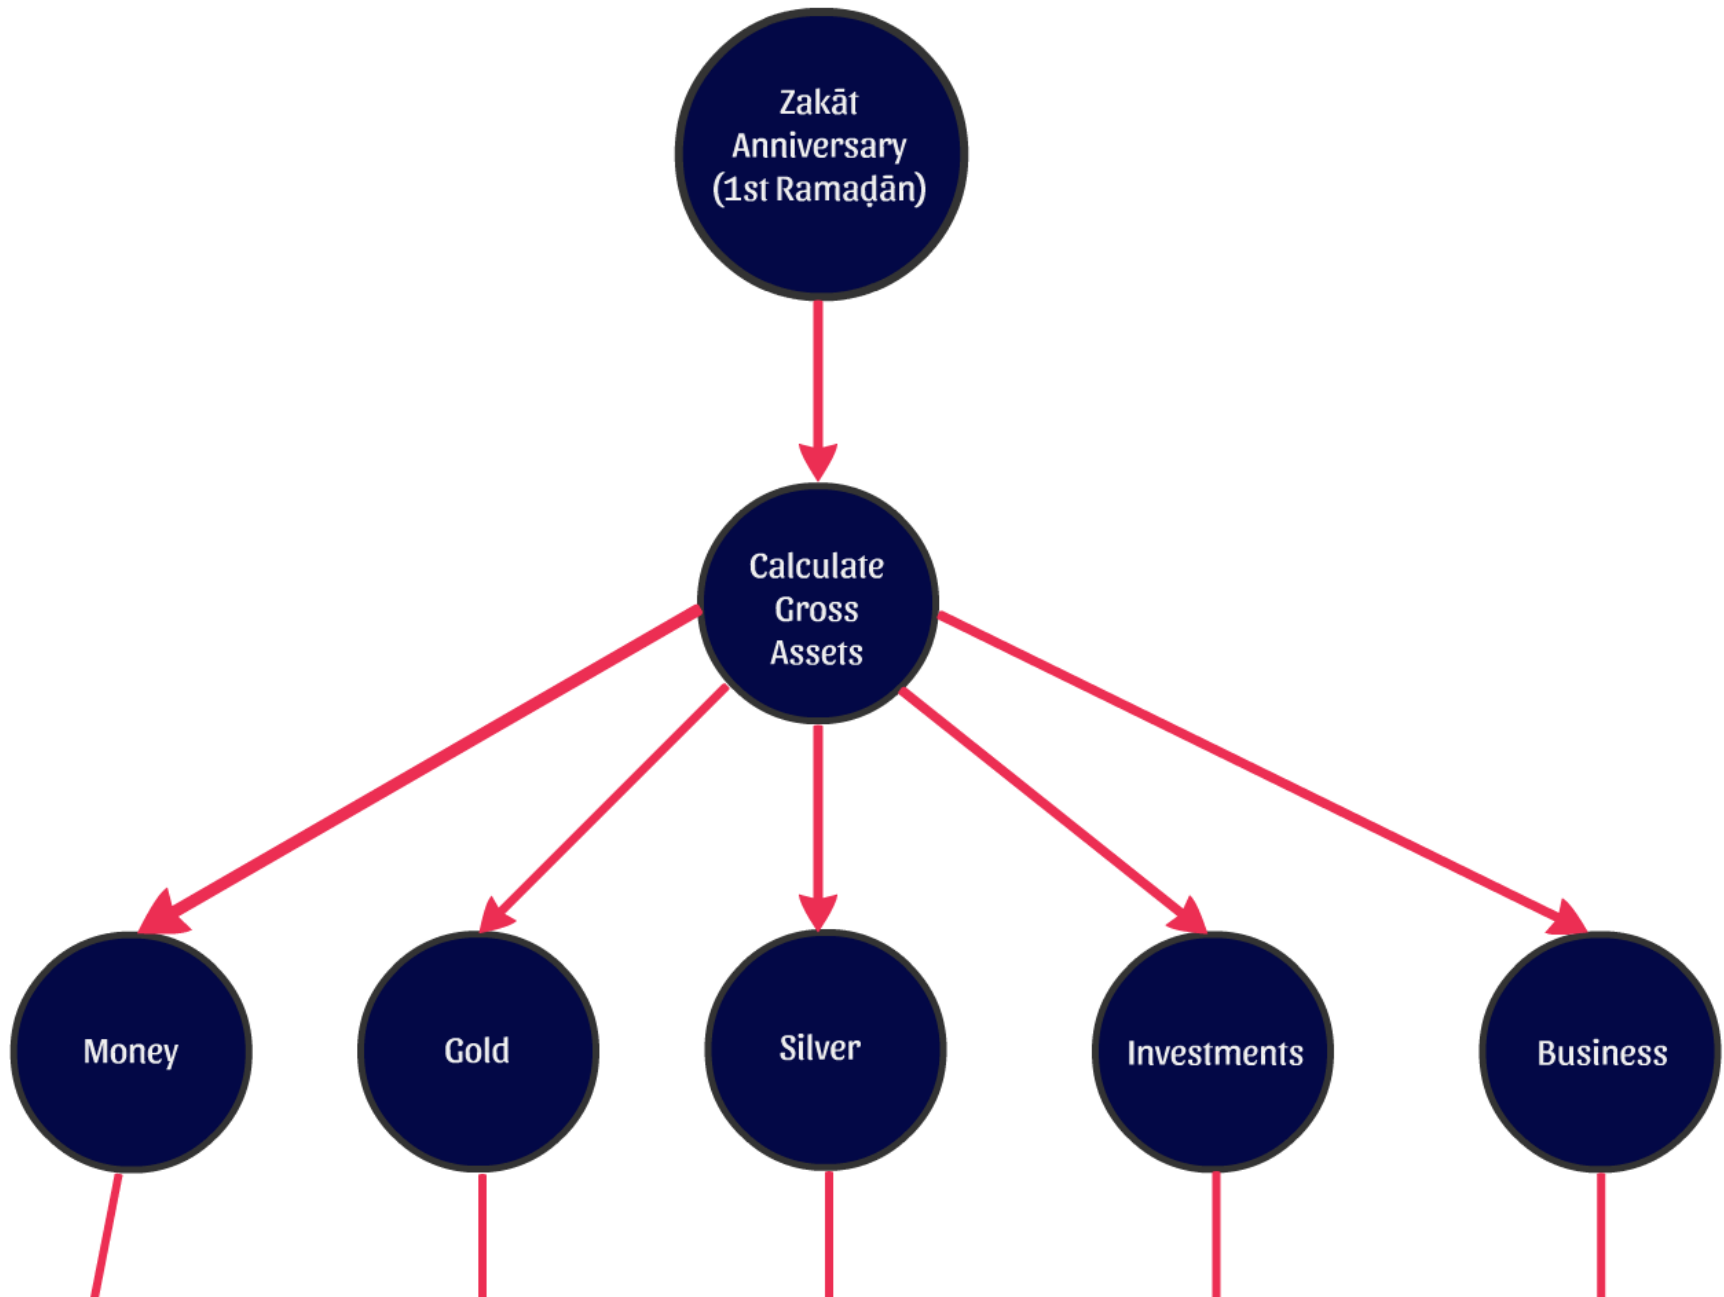 Zakāt
Anniversary
(1st Ramaḍān)
Calculate
Gross
Assets
Money
Gold
Silver
Investments
Business